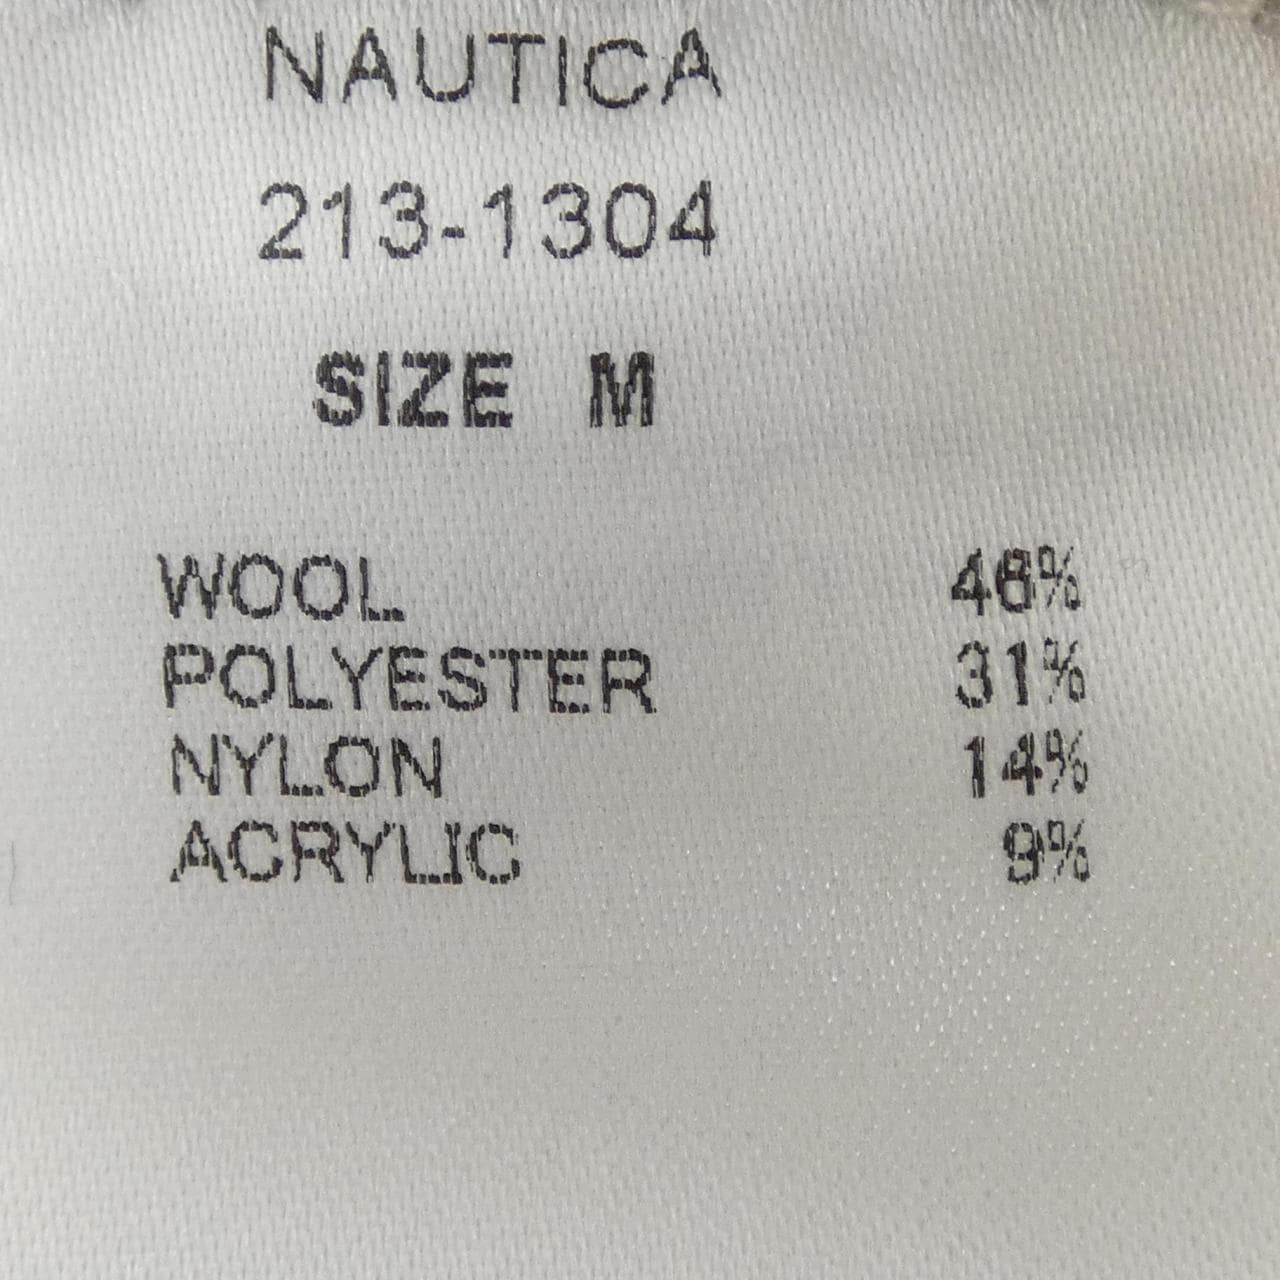 NAUTICA
213-1304
SIZE M
WOOL 46%
POLYESTER 31%
NYLON 14%
ACRYLIC 9%